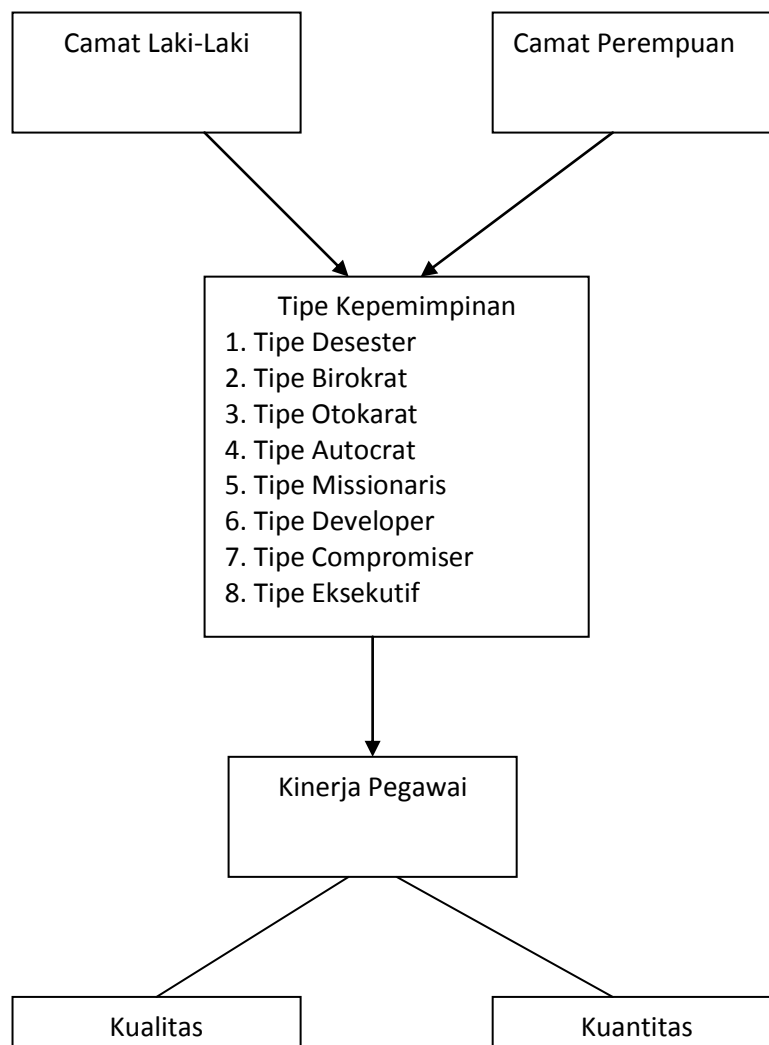 Camat Laki-Laki
Camat Perempuan
Tipe Kepemimpinan
1. Tipe Desester
2. Tipe Birokrat
3. Tipe Otokarat
4. Tipe Autocrat
5. Tipe Missionaris
6. Tipe Developer
7. Tipe Compromiser
8. Tipe Eksekutif
Kinerja Pegawai
Kualitas
Kuantitas